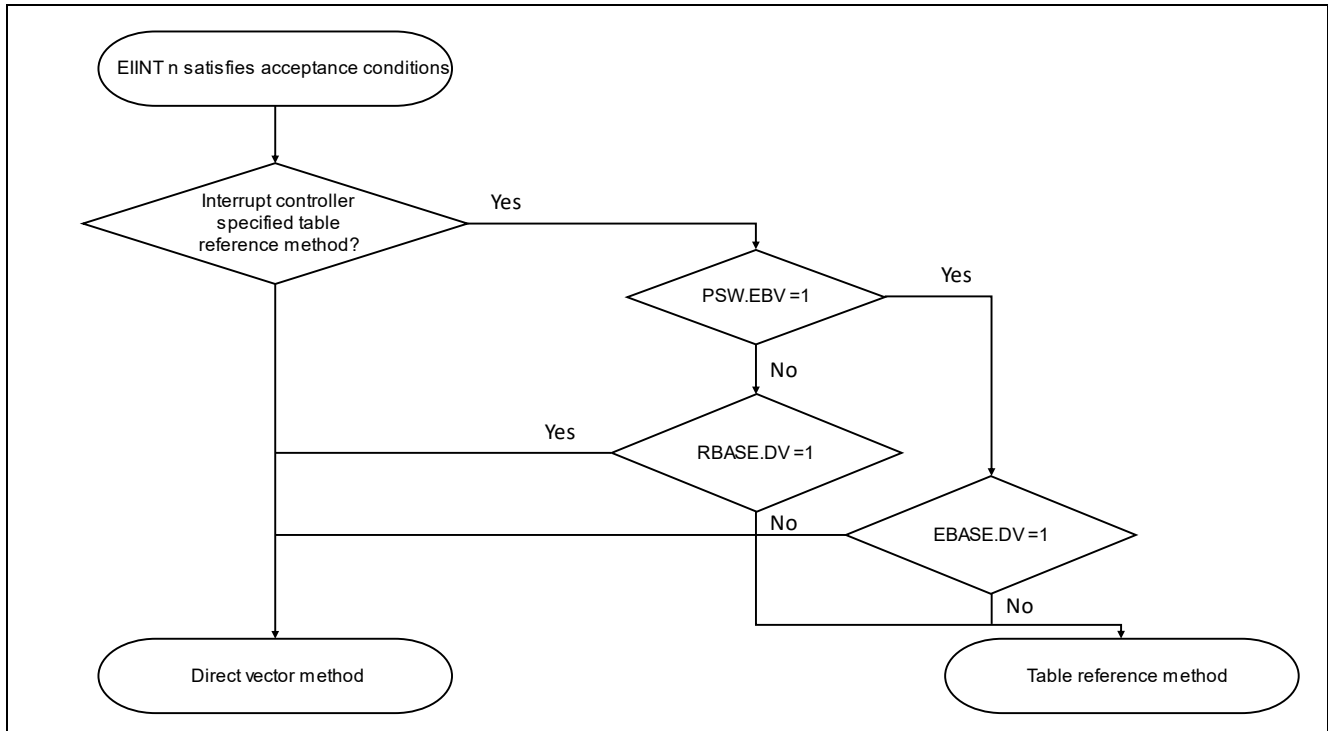 EIINT n satisfies acceptance conditions
Interrupt controller
specified table
reference method?
Yes
PSW.EBV =1
Yes
No
Yes
RBASE.DV =1
No
EBASE.DV =1
No
Direct vector method
Table reference method